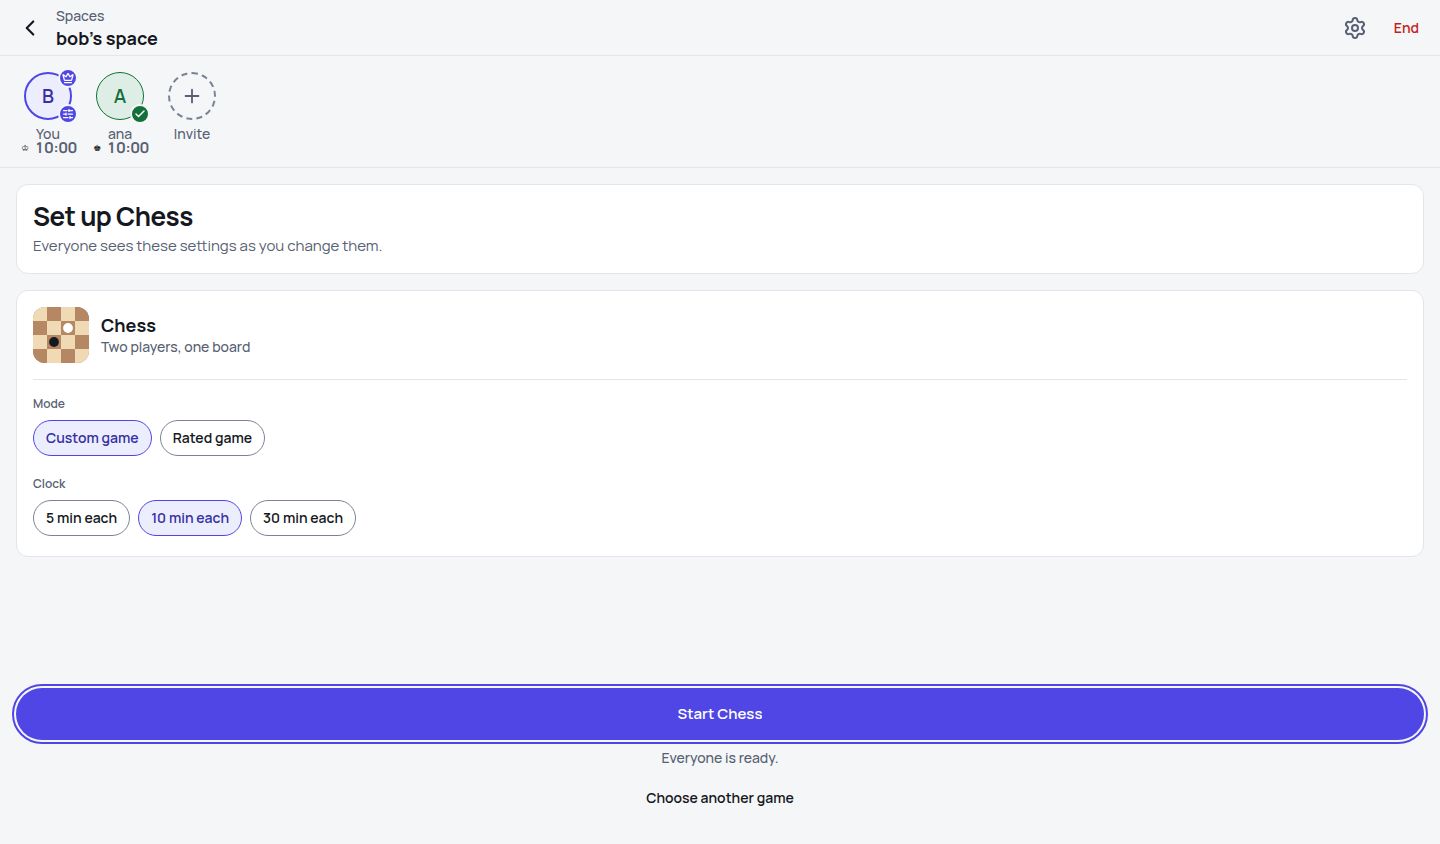 Spaces
bob's space
End
B
A
You
ana
Invite
10:00
10:00
Set up Chess
Everyone sees these settings as you change them.
Chess
Two players, one board
Mode
Custom game
Rated game
Clock
5 min each
10 min each
30 min each
Start Chess
Everyone is ready.
Choose another game